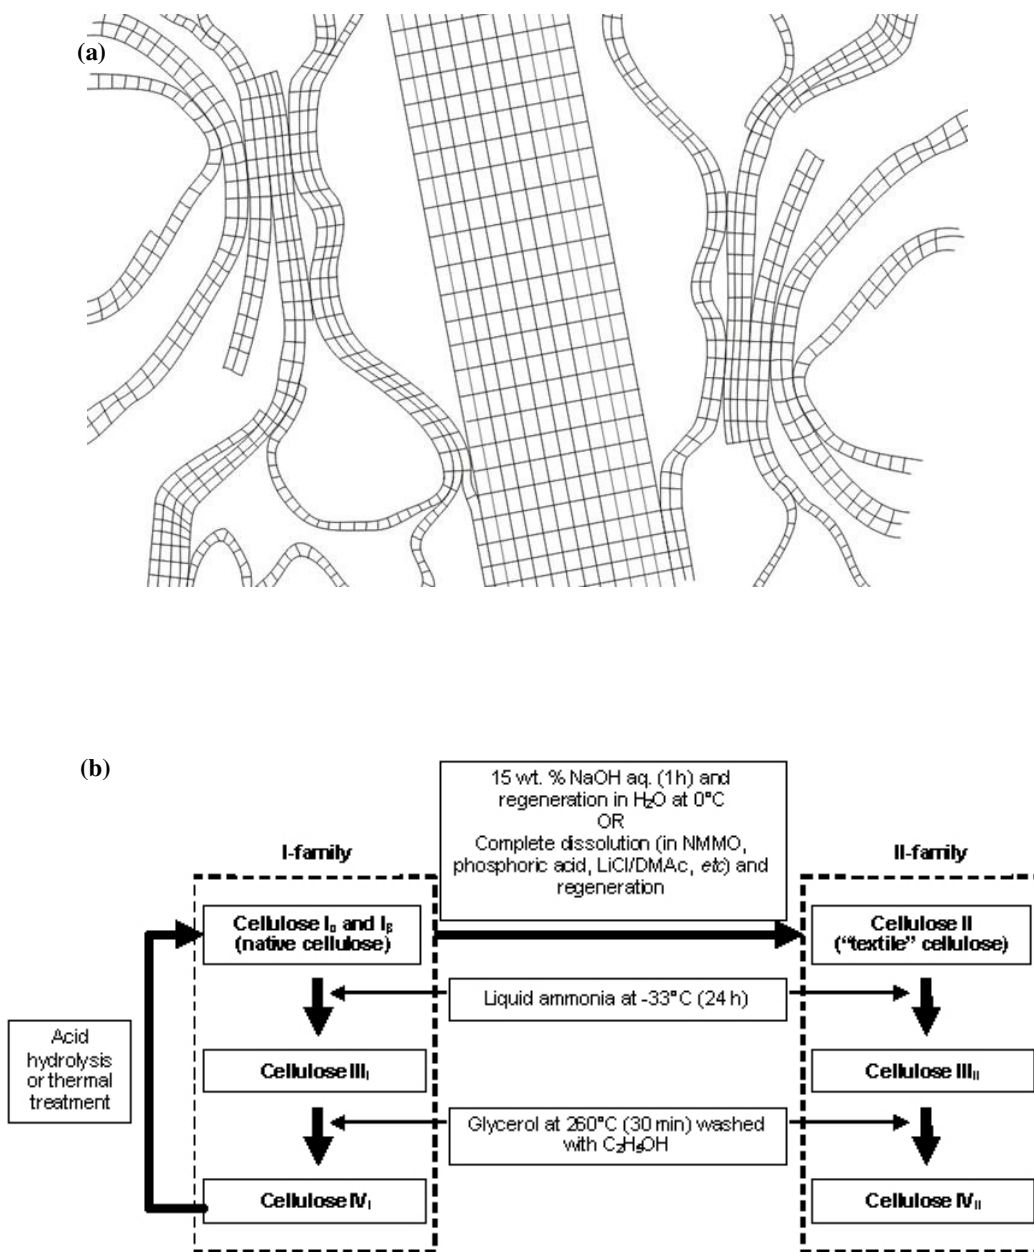 (a)
(b)
15 wt. % NaOH aq. (1h) and
regeneration in H₂O at 0°C
OR
Complete dissolution (in NMMO,
phosphoric acid, LiCl/DMAc, etc) and
regeneration
I-family
II-family
Cellulose Iα and Iβ
(native cellulose)
Cellulose II
("textile" cellulose)
Liquid ammonia at -33°C (24 h)
Acid
hydrolysis
or thermal
treatment
Cellulose IIII
Cellulose IIIII
Glycerol at 260°C (30 min) washed
with C₂H₅OH
Cellulose IVI
Cellulose IVII